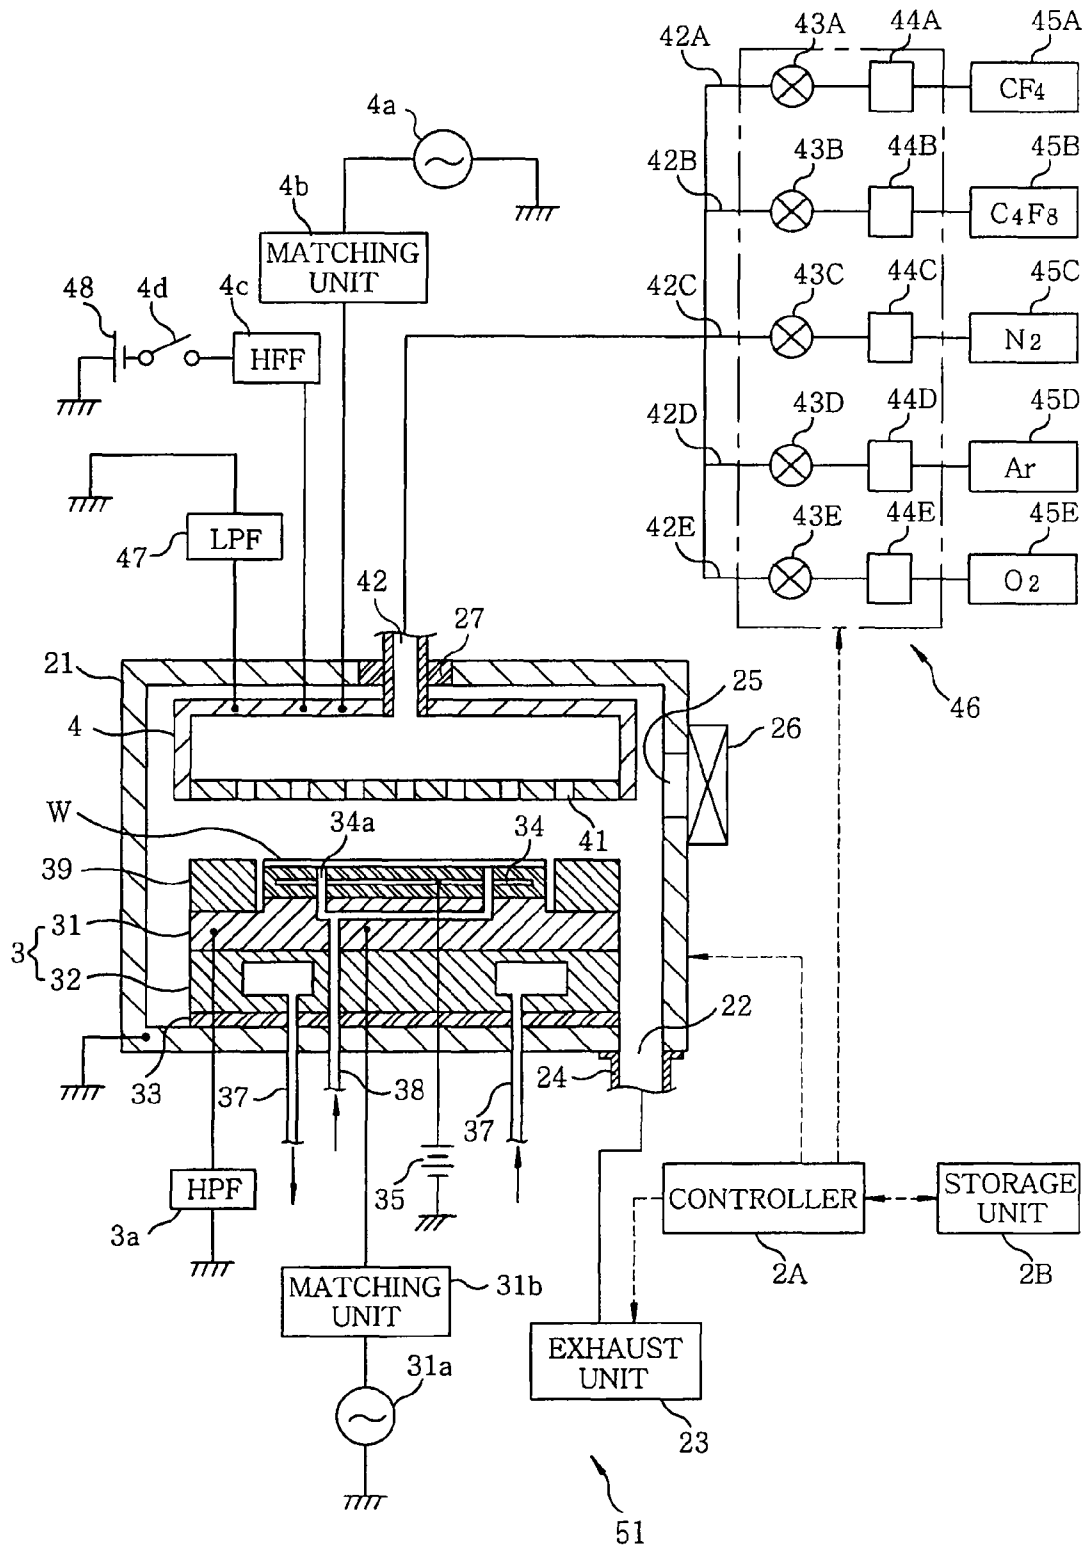 43A 44A 45A
42A
CF4
4a
43B 44B 45B
42B
4b
C4F8
MATCHING
UNIT
43C 44C 45C
48 4d 4c
42C
HFF
N2
43D 44D 45D
42D
Ar
LPF
47
43E 44E 45E
42E
O2
42
27
21
25
46
4
26
W
34a 34 41
39
31
3
32
22
33 37 38 37 24
35
HPF
CONTROLLER
STORAGE
UNIT
3a
2A 2B
MATCHING
UNIT
31b
EXHAUST
UNIT
31a
23
51